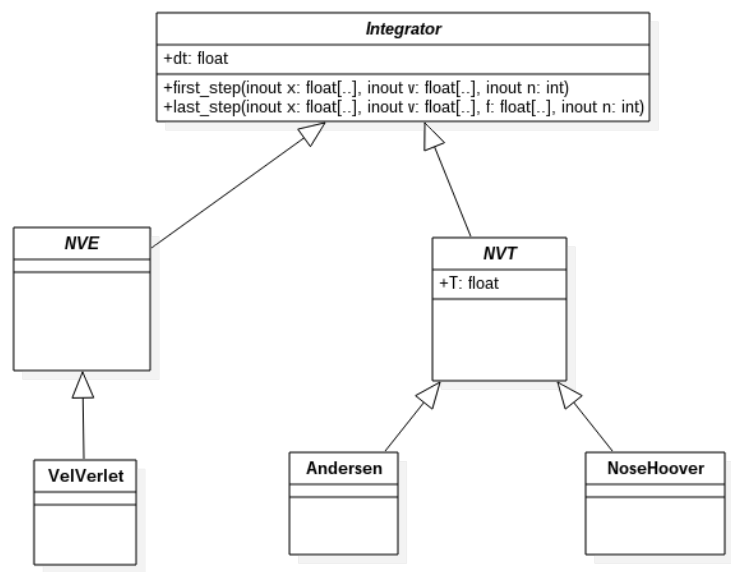 Integrator
+dt: float
+first_step(inout x: float[..], inout v: float[..], inout n: int)
+last_step(inout x: float[..], inout v: float[..], f: float[..], inout n: int)
NVE
NVT
+T: float
VelVerlet
Andersen
NoseHoover